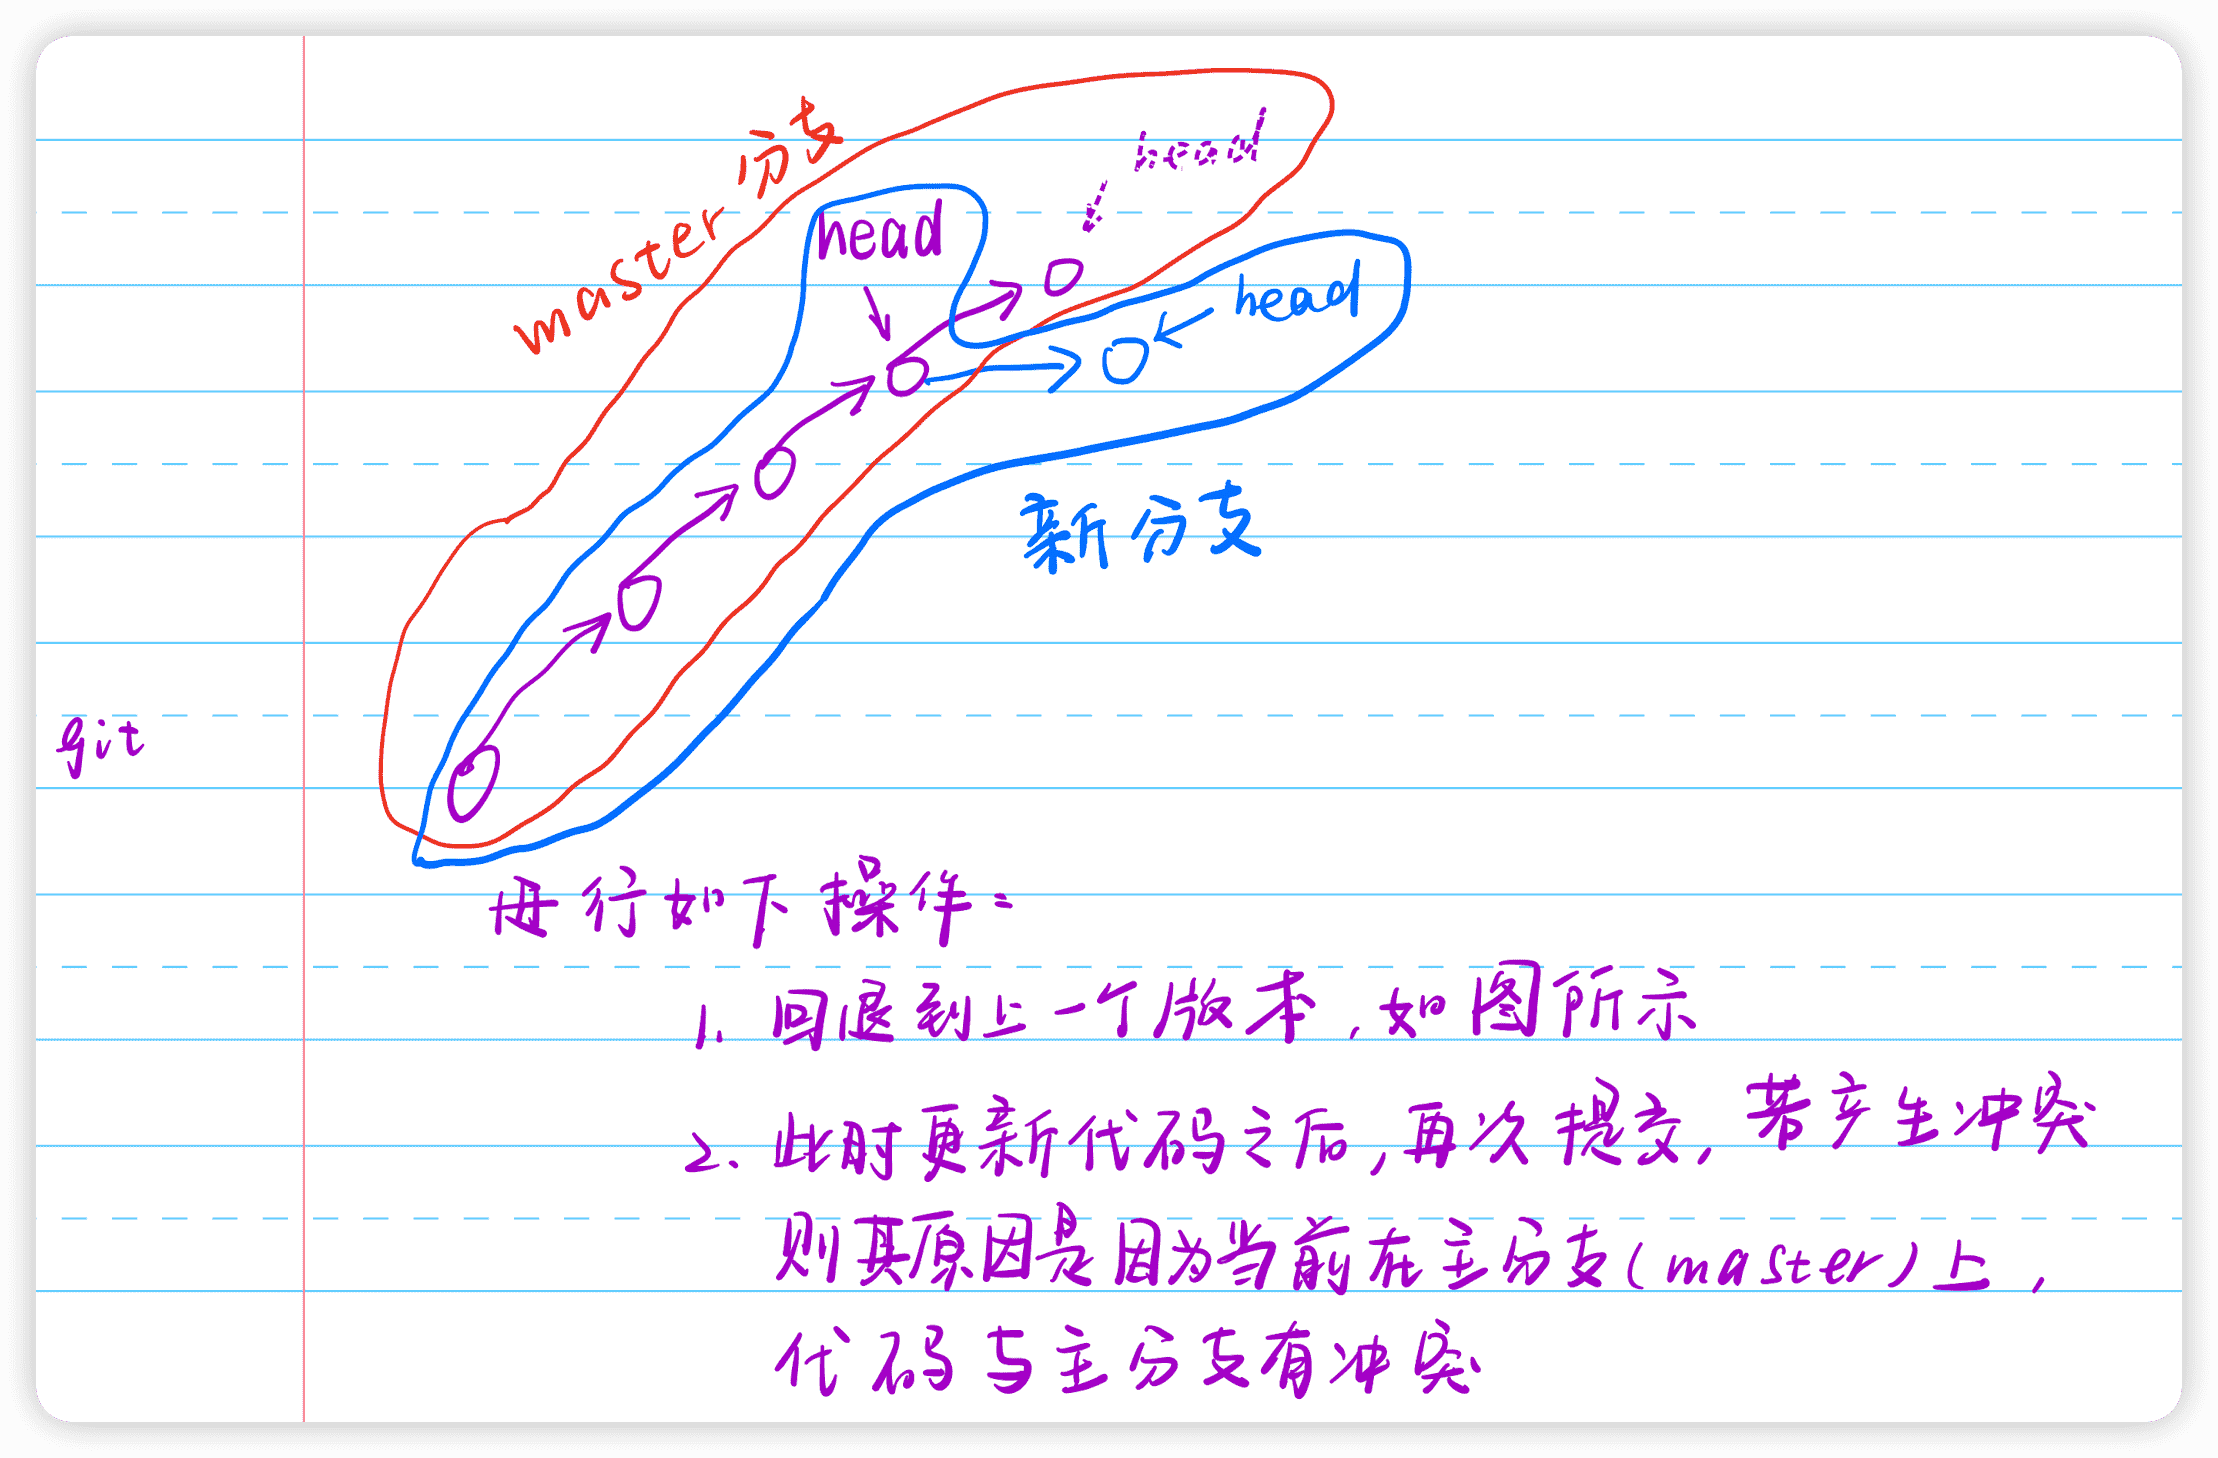 master 分支
head
head
head
新分支
git
毋行如下操作:
1. 回退到上一个版本,如图所示
2. 此时更新代码之后,再次提交,若产生冲突
则其原因是因为当前在主分支(master)上,
代码与主分支有冲突